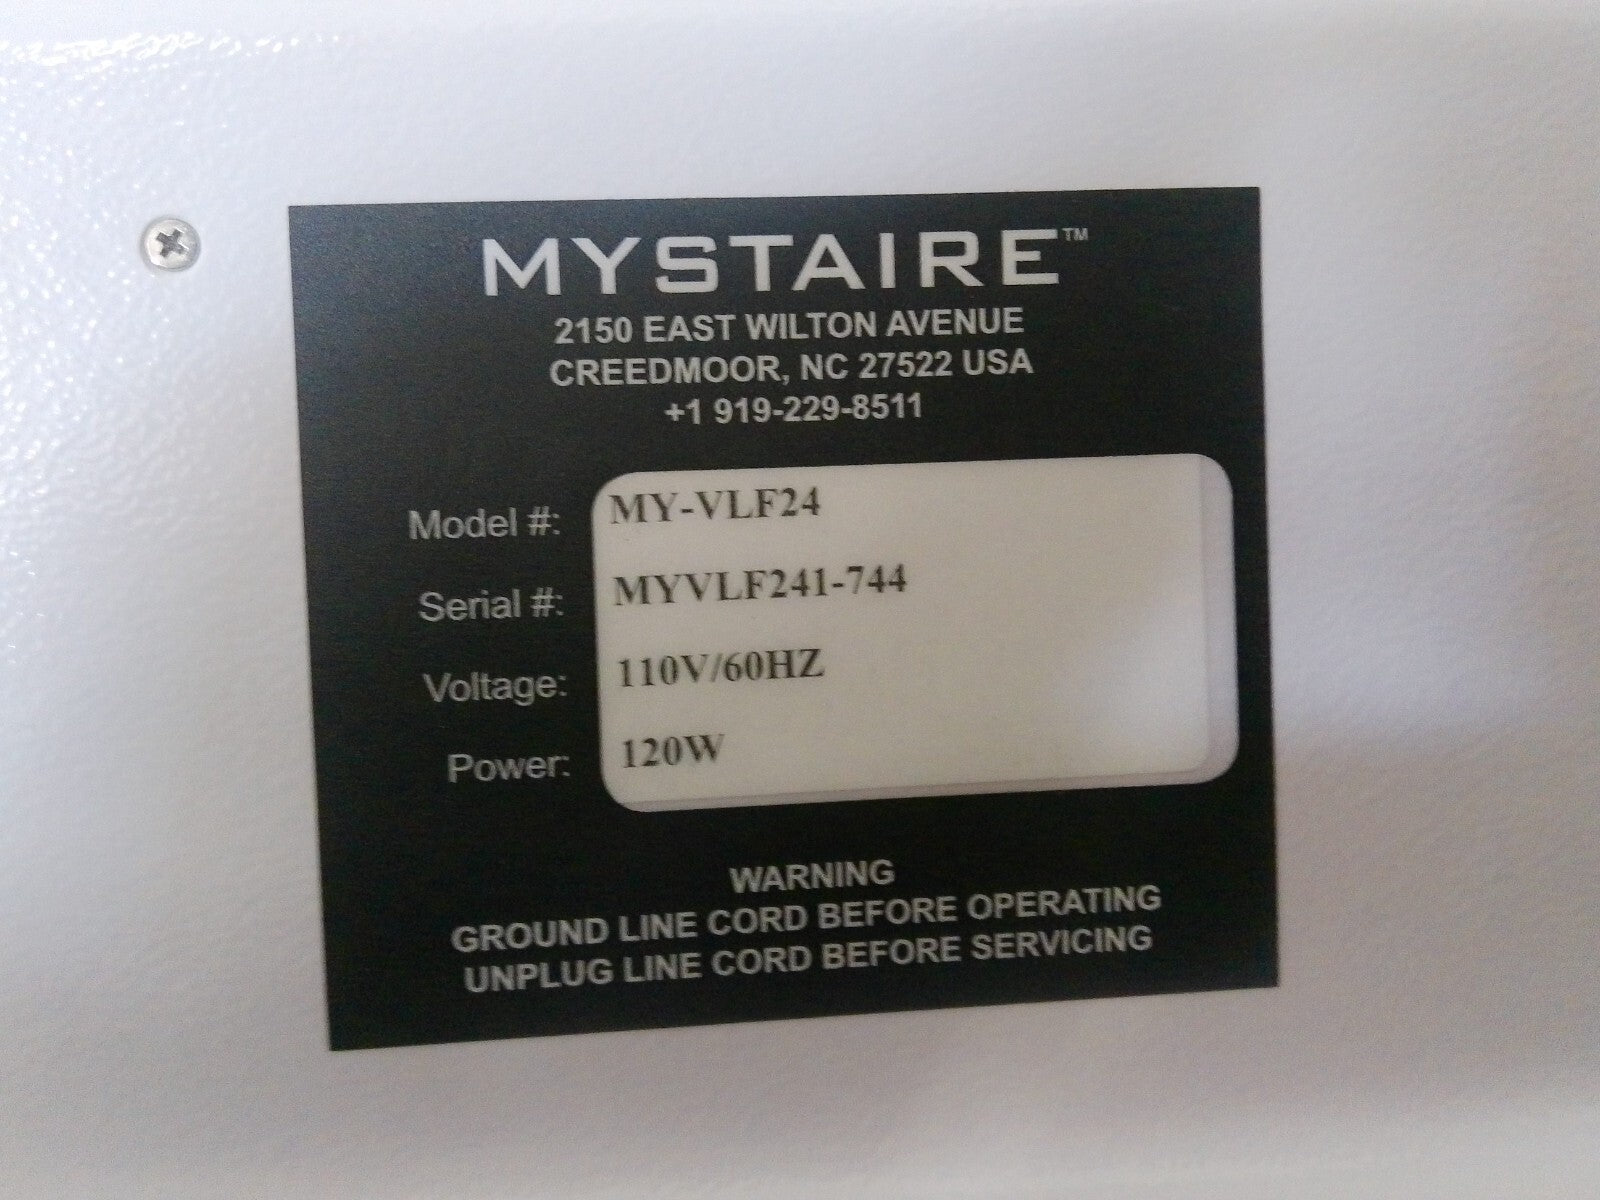 MYSTAIRE™
2150 EAST WILTON AVENUE
CREEDMOOR, NC 27522 USA
+1 919-229-8511
Model #: MY-VLF24
Serial #: MYVLF241-744
Voltage: 110V/60HZ
Power: 120W
WARNING
GROUND LINE CORD BEFORE OPERATING
UNPLUG LINE CORD BEFORE SERVICING